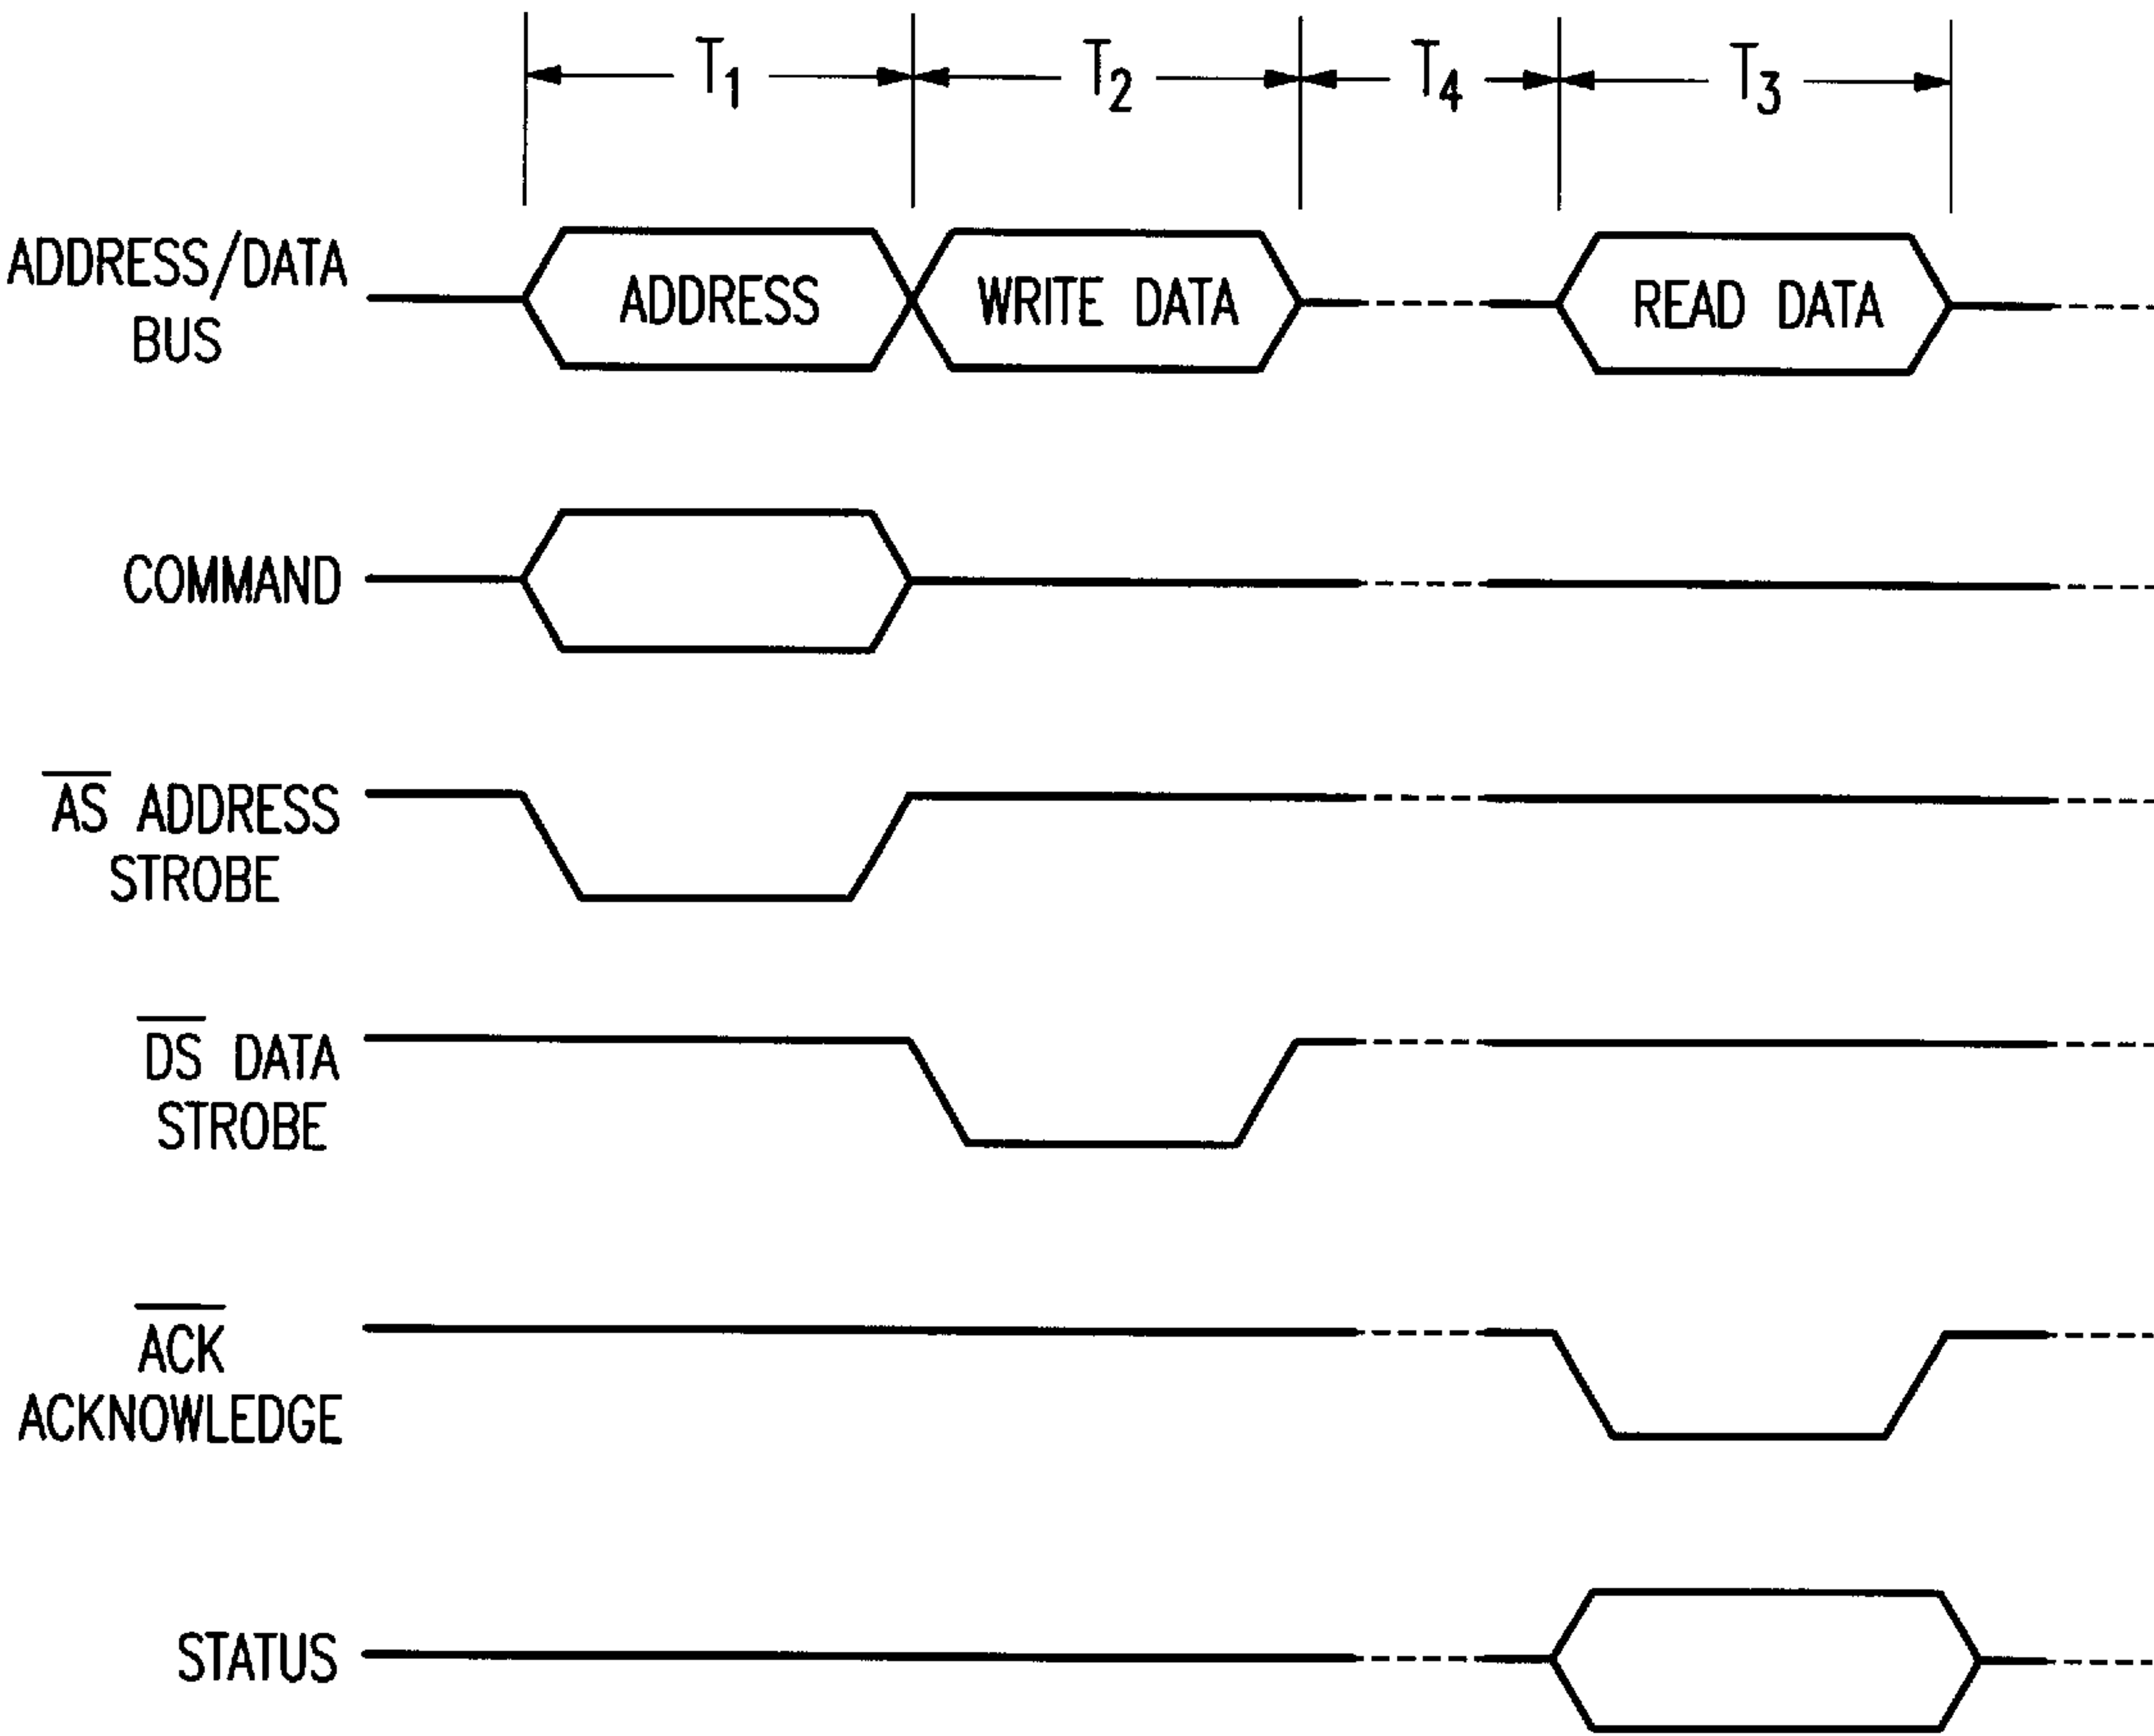 T1 T2 T4 T3
ADDRESS/DATA
BUS
ADDRESS WRITE DATA READ DATA
COMMAND
AS ADDRESS
STROBE
DS DATA
STROBE
ACK
ACKNOWLEDGE
STATUS